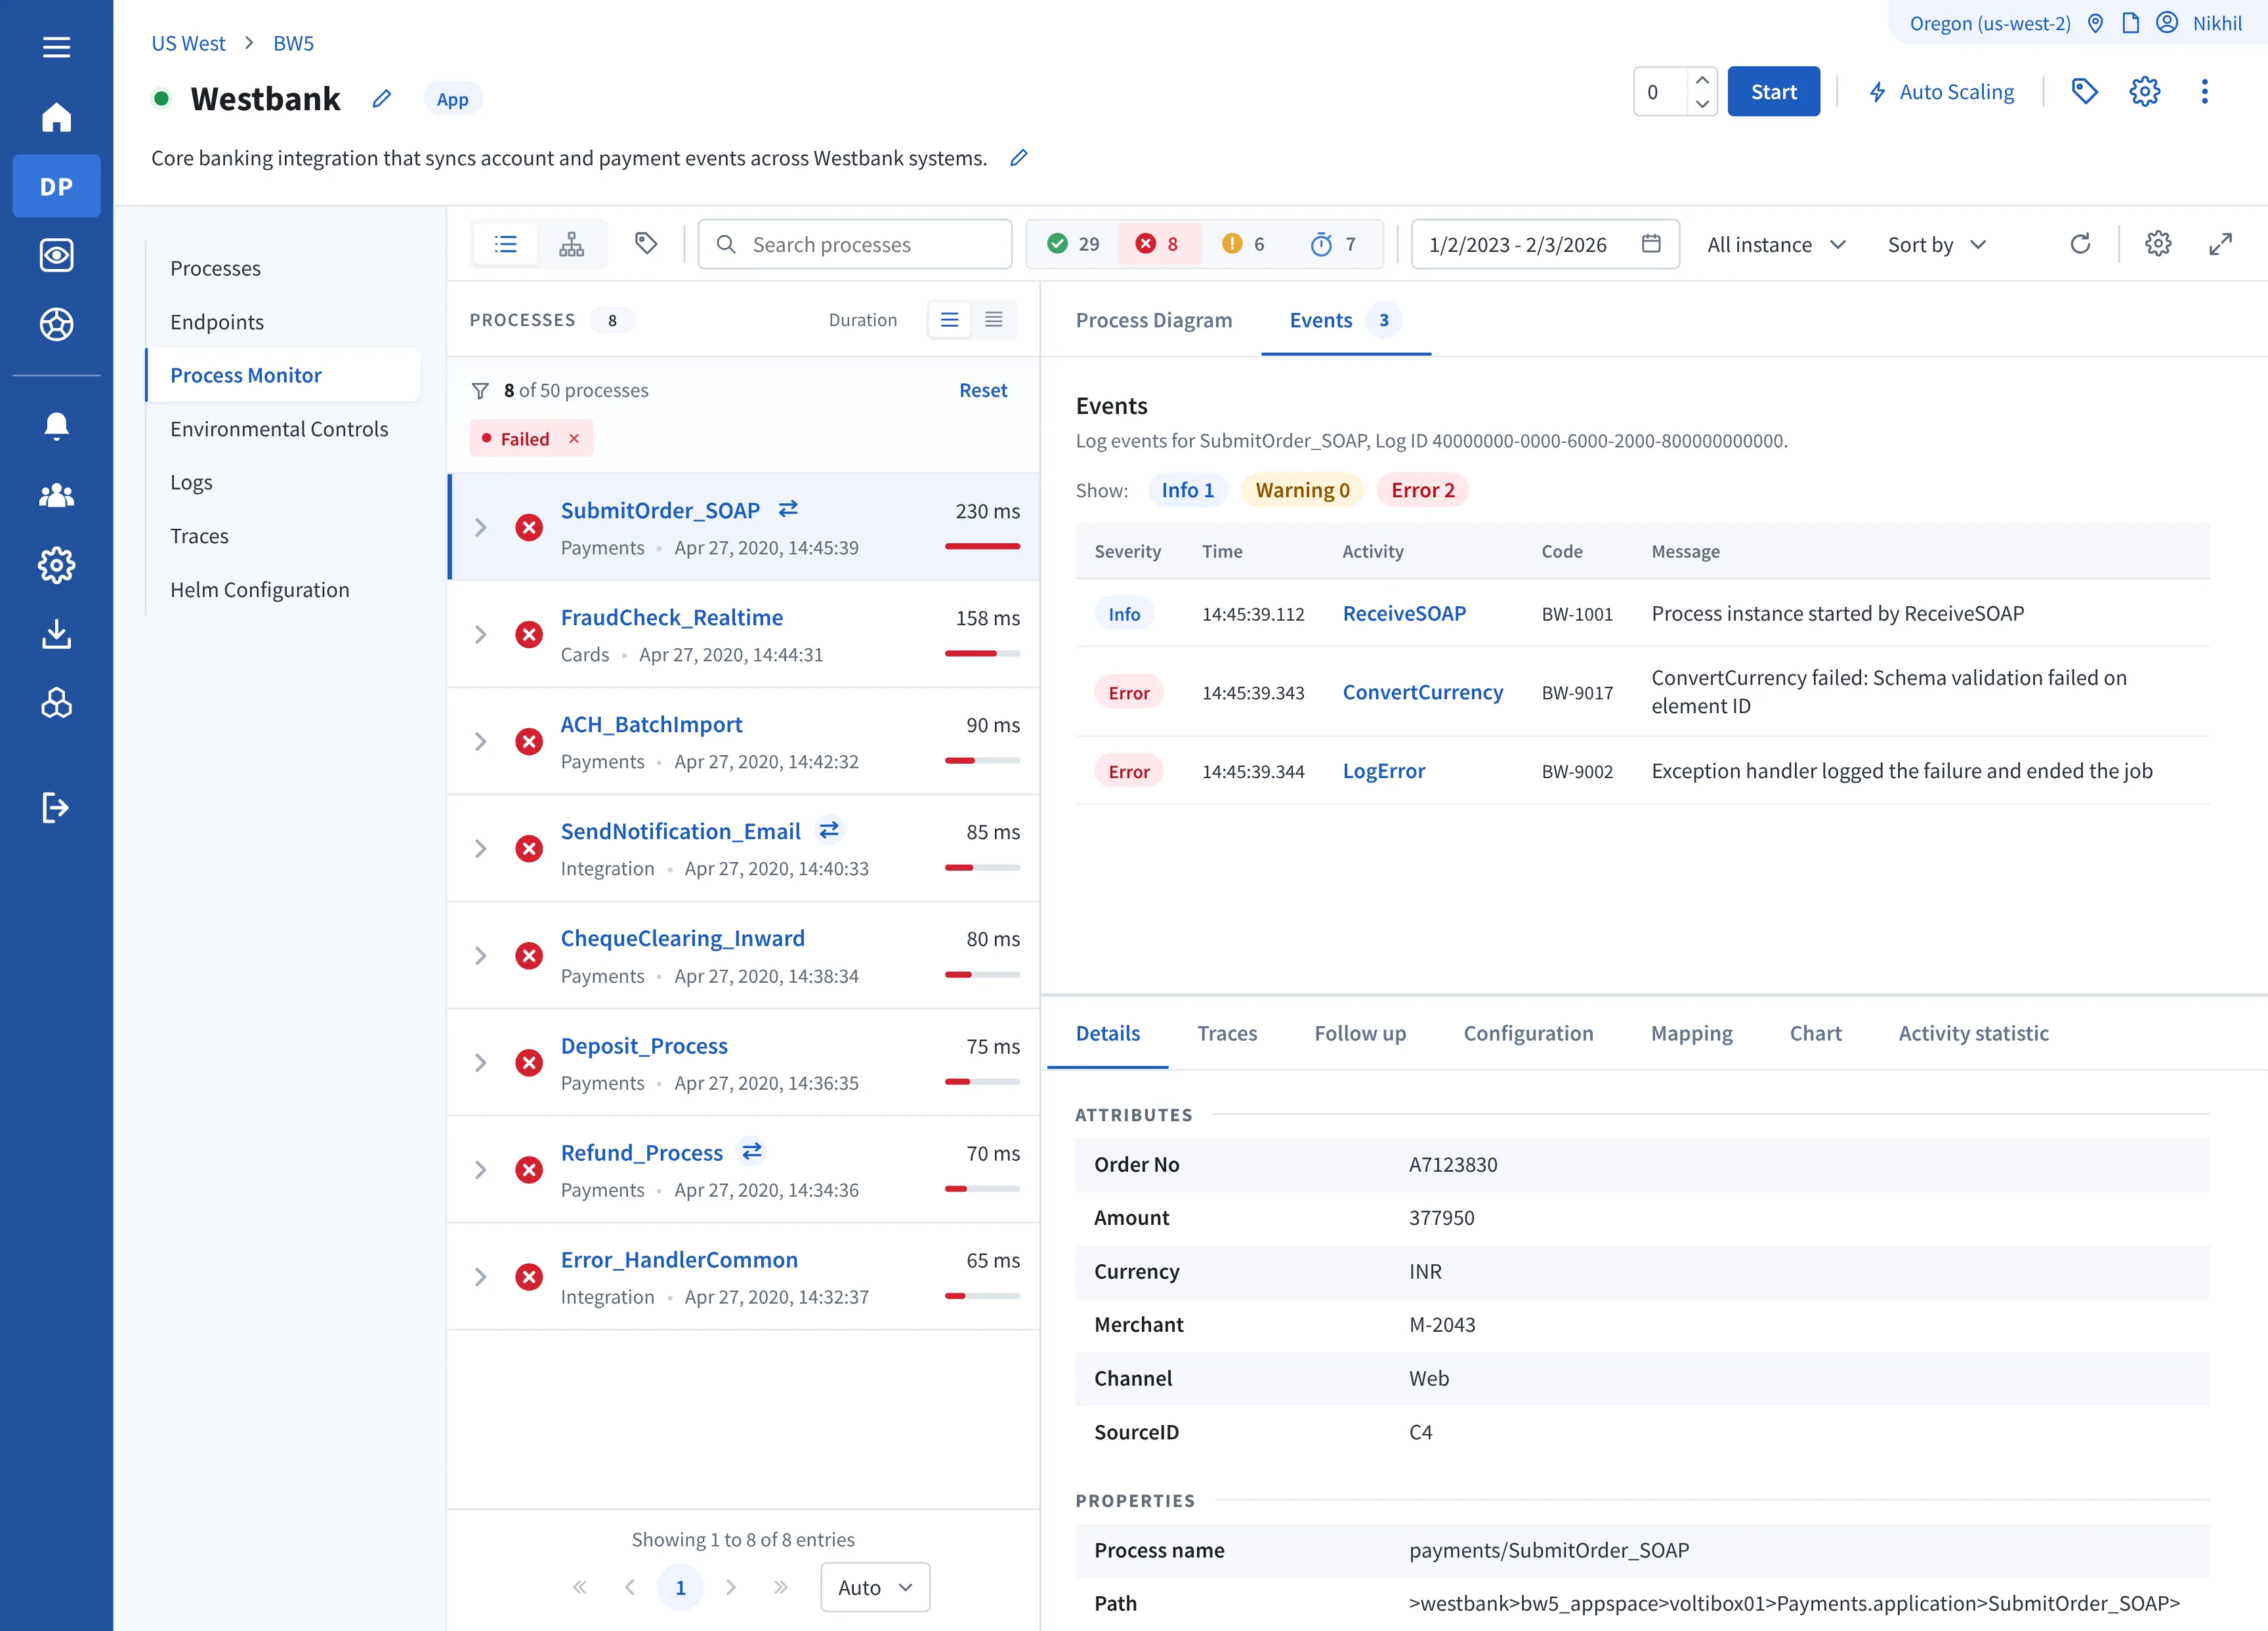 Oregon (us-west-2) Nikhil
US West > BW5
Westbank App
0 Start Auto Scaling
Core banking integration that syncs account and payment events across Westbank systems.
DP
Processes
Endpoints
Process Monitor
Environmental Controls
Logs
Traces
Helm Configuration
Search processes 29 8 6 7 1/2/2023 - 2/3/2026 All instance Sort by
PROCESSES 8 Duration
8 of 50 processes Reset
Failed ×
SubmitOrder_SOAP 230 ms
Payments • Apr 27, 2020, 14:45:39
FraudCheck_Realtime 158 ms
Cards • Apr 27, 2020, 14:44:31
ACH_BatchImport 90 ms
Payments • Apr 27, 2020, 14:42:32
SendNotification_Email 85 ms
Integration • Apr 27, 2020, 14:40:33
ChequeClearing_Inward 80 ms
Payments • Apr 27, 2020, 14:38:34
Deposit_Process 75 ms
Payments • Apr 27, 2020, 14:36:35
Refund_Process 70 ms
Payments • Apr 27, 2020, 14:34:36
Error_HandlerCommon 65 ms
Integration • Apr 27, 2020, 14:32:37
Showing 1 to 8 of 8 entries
« ‹ 1 › » Auto
Process Diagram Events 3
Events
Log events for SubmitOrder_SOAP, Log ID 40000000-0000-6000-2000-800000000000.
Show: Info 1 Warning 0 Error 2
Severity Time Activity Code Message
Info 14:45:39.112 ReceiveSOAP BW-1001 Process instance started by ReceiveSOAP
Error 14:45:39.343 ConvertCurrency BW-9017 ConvertCurrency failed: Schema validation failed on
element ID
Error 14:45:39.344 LogError BW-9002 Exception handler logged the failure and ended the job
Details Traces Follow up Configuration Mapping Chart Activity statistic
ATTRIBUTES
Order No A7123830
Amount 377950
Currency INR
Merchant M-2043
Channel Web
SourceID C4
PROPERTIES
Process name payments/SubmitOrder_SOAP
Path >westbank>bw5_appspace>voltibox01>Payments.application>SubmitOrder_SOAP>